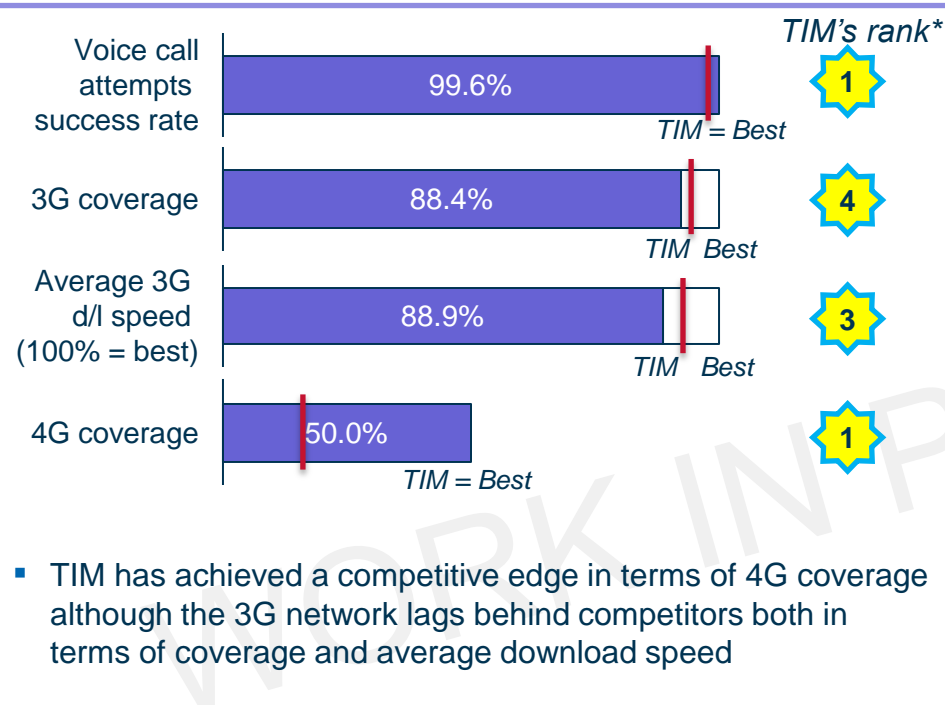 TIM's rank*
Voice call
attempts
success rate
99.6%
1
TIM = Best
3G coverage
88.4%
4
TIM Best
Average 3G
d/l speed
(100% = best)
88.9%
3
TIM Best
4G coverage
50.0%
1
TIM = Best
WORK IN P
▪ TIM has achieved a competitive edge in terms of 4G coverage
although the 3G network lags behind competitors both in
terms of coverage and average download speed